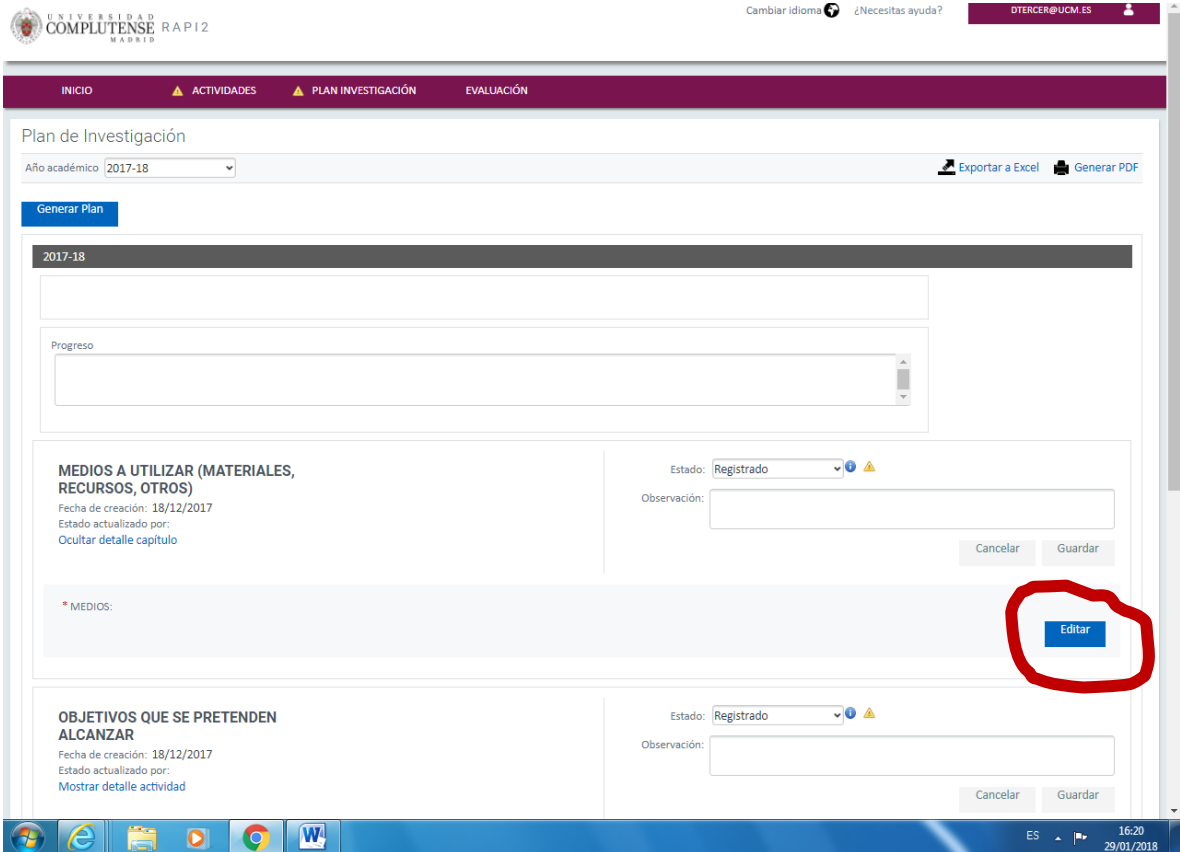 Cambiar idioma ¿Necesitas ayuda? DTERCER@UCM.ES
UNIVERSIDAD
COMPLUTENSE RAPI2
MADRID
INICIO ACTIVIDADES PLAN INVESTIGACIÓN EVALUACIÓN
Plan de Investigación
Año académico 2017-18 Exportar a Excel Generar PDF
Generar Plan
2017-18
Progreso
MEDIOS A UTILIZAR (MATERIALES,
RECURSOS, OTROS)
Fecha de creación: 18/12/2017
Estado actualizado por:
Ocultar detalle capítulo
Estado: Registrado
Observación:
Cancelar Guardar
* MEDIOS:
Editar
OBJETIVOS QUE SE PRETENDEN
ALCANZAR
Fecha de creación: 18/12/2017
Estado actualizado por:
Mostrar detalle actividad
Estado: Registrado
Observación:
Cancelar Guardar
ES 16:20
29/01/2018